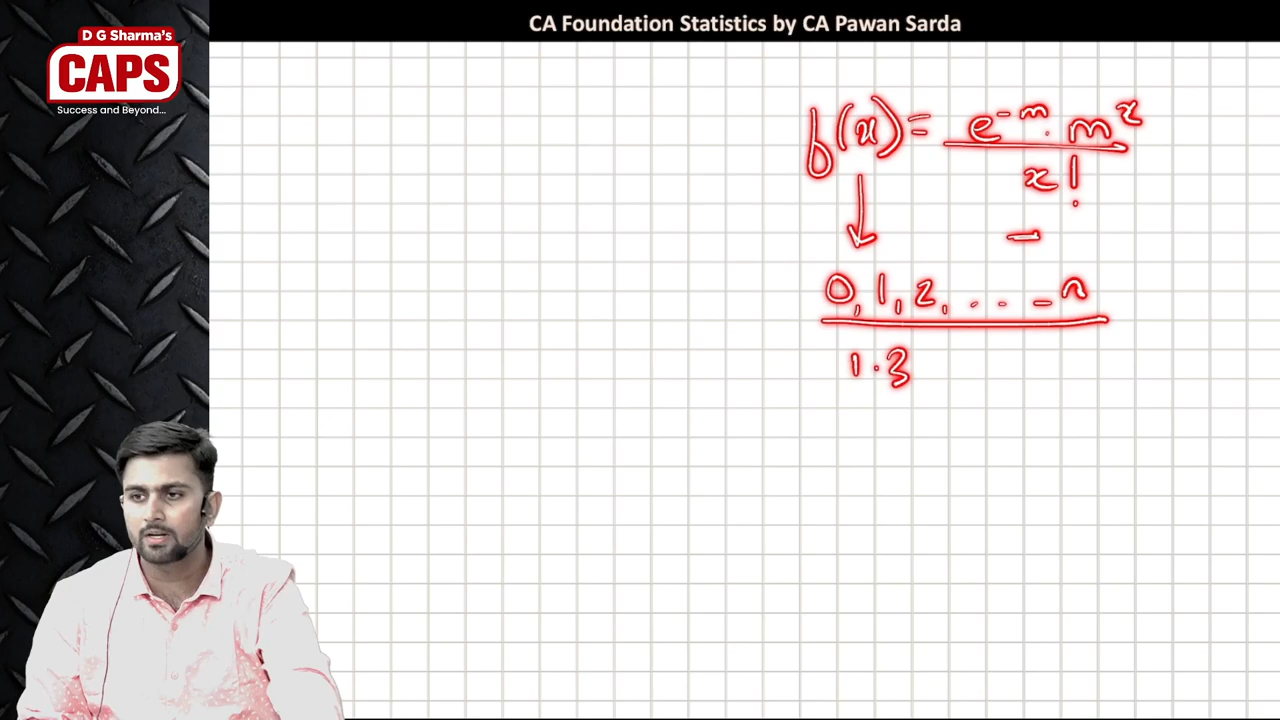 CA Foundation Statistics by CA Pawan Sarda
D G Sharma's
CAPS
Success and Beyond...
f(x) = e^-m . m^x
x!
–
0, 1, 2, . . – n
1.3